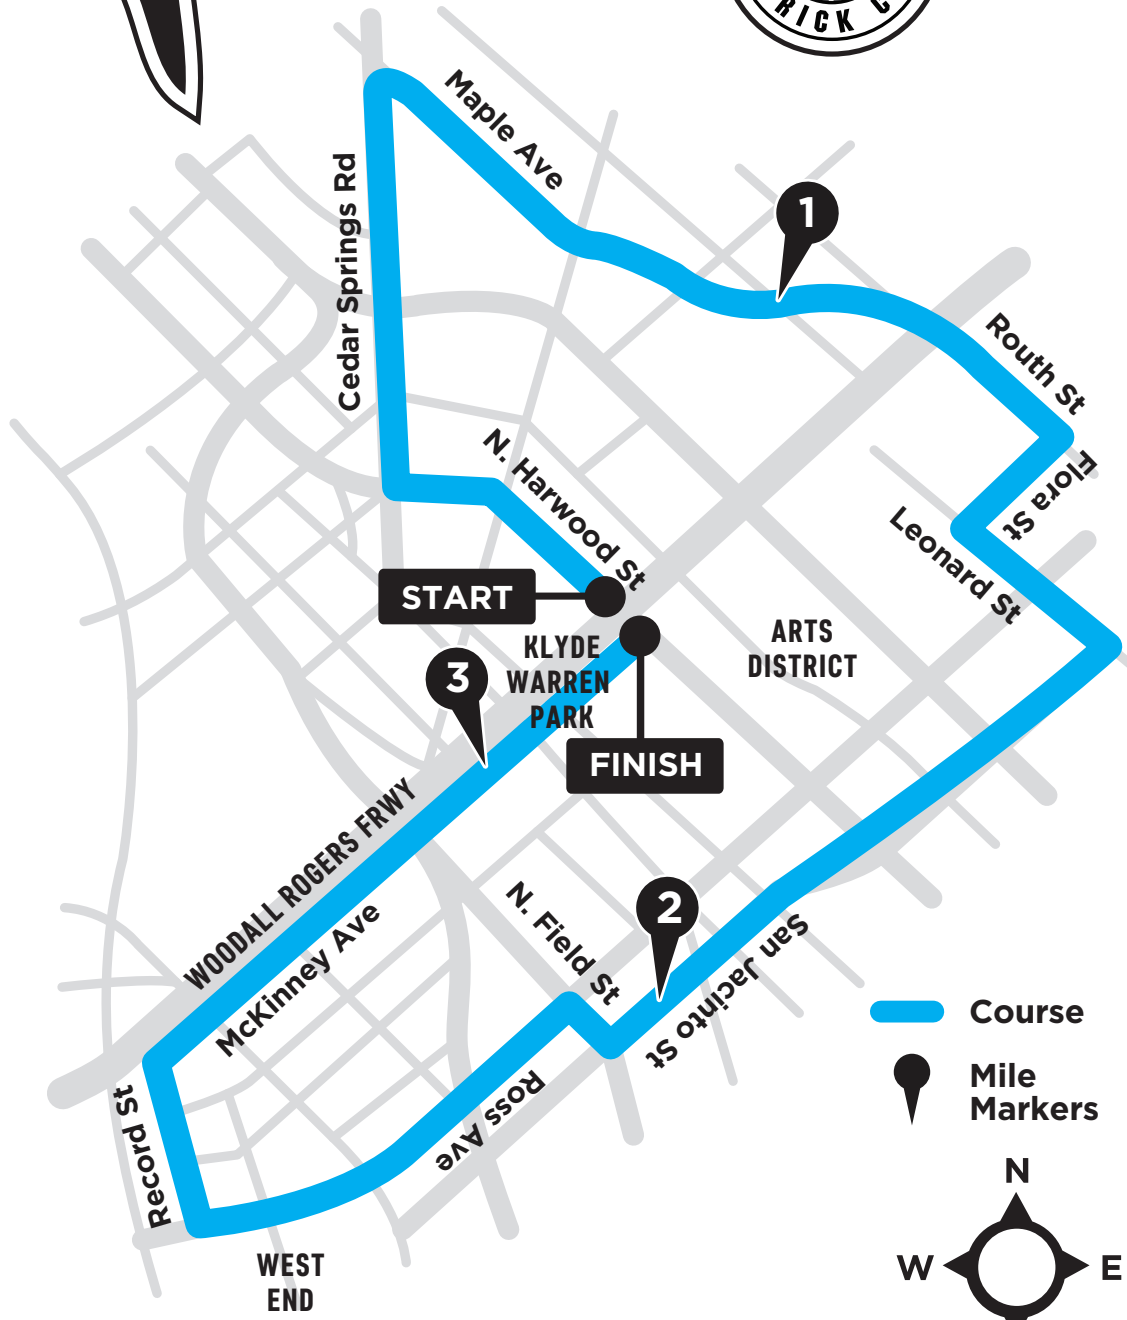 RICK C
Maple Ave
Cedar Springs Rd
1
Routh St
Flora St
N. Harwood St
Leonard St
START
KLYDE
WARREN
PARK
ARTS
DISTRICT
3
FINISH
WOODALL ROGERS FRWY
McKinney Ave
N. Field St
2
San Jacinto St
Ross Ave
Record St
WEST
END
Course
Mile
Markers
N
W
E